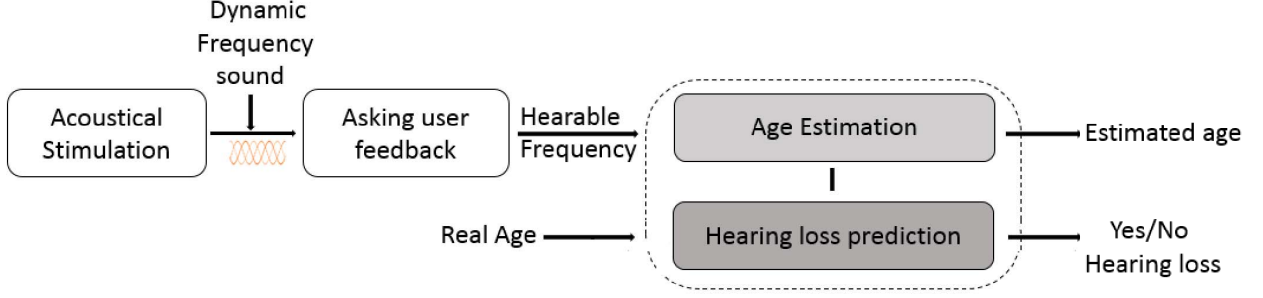 Dynamic
Frequency
sound
Acoustical
Stimulation
Asking user
feedback
Hearable
Frequency
Age Estimation
Estimated age
Real Age
Hearing loss prediction
Yes/No
Hearing loss